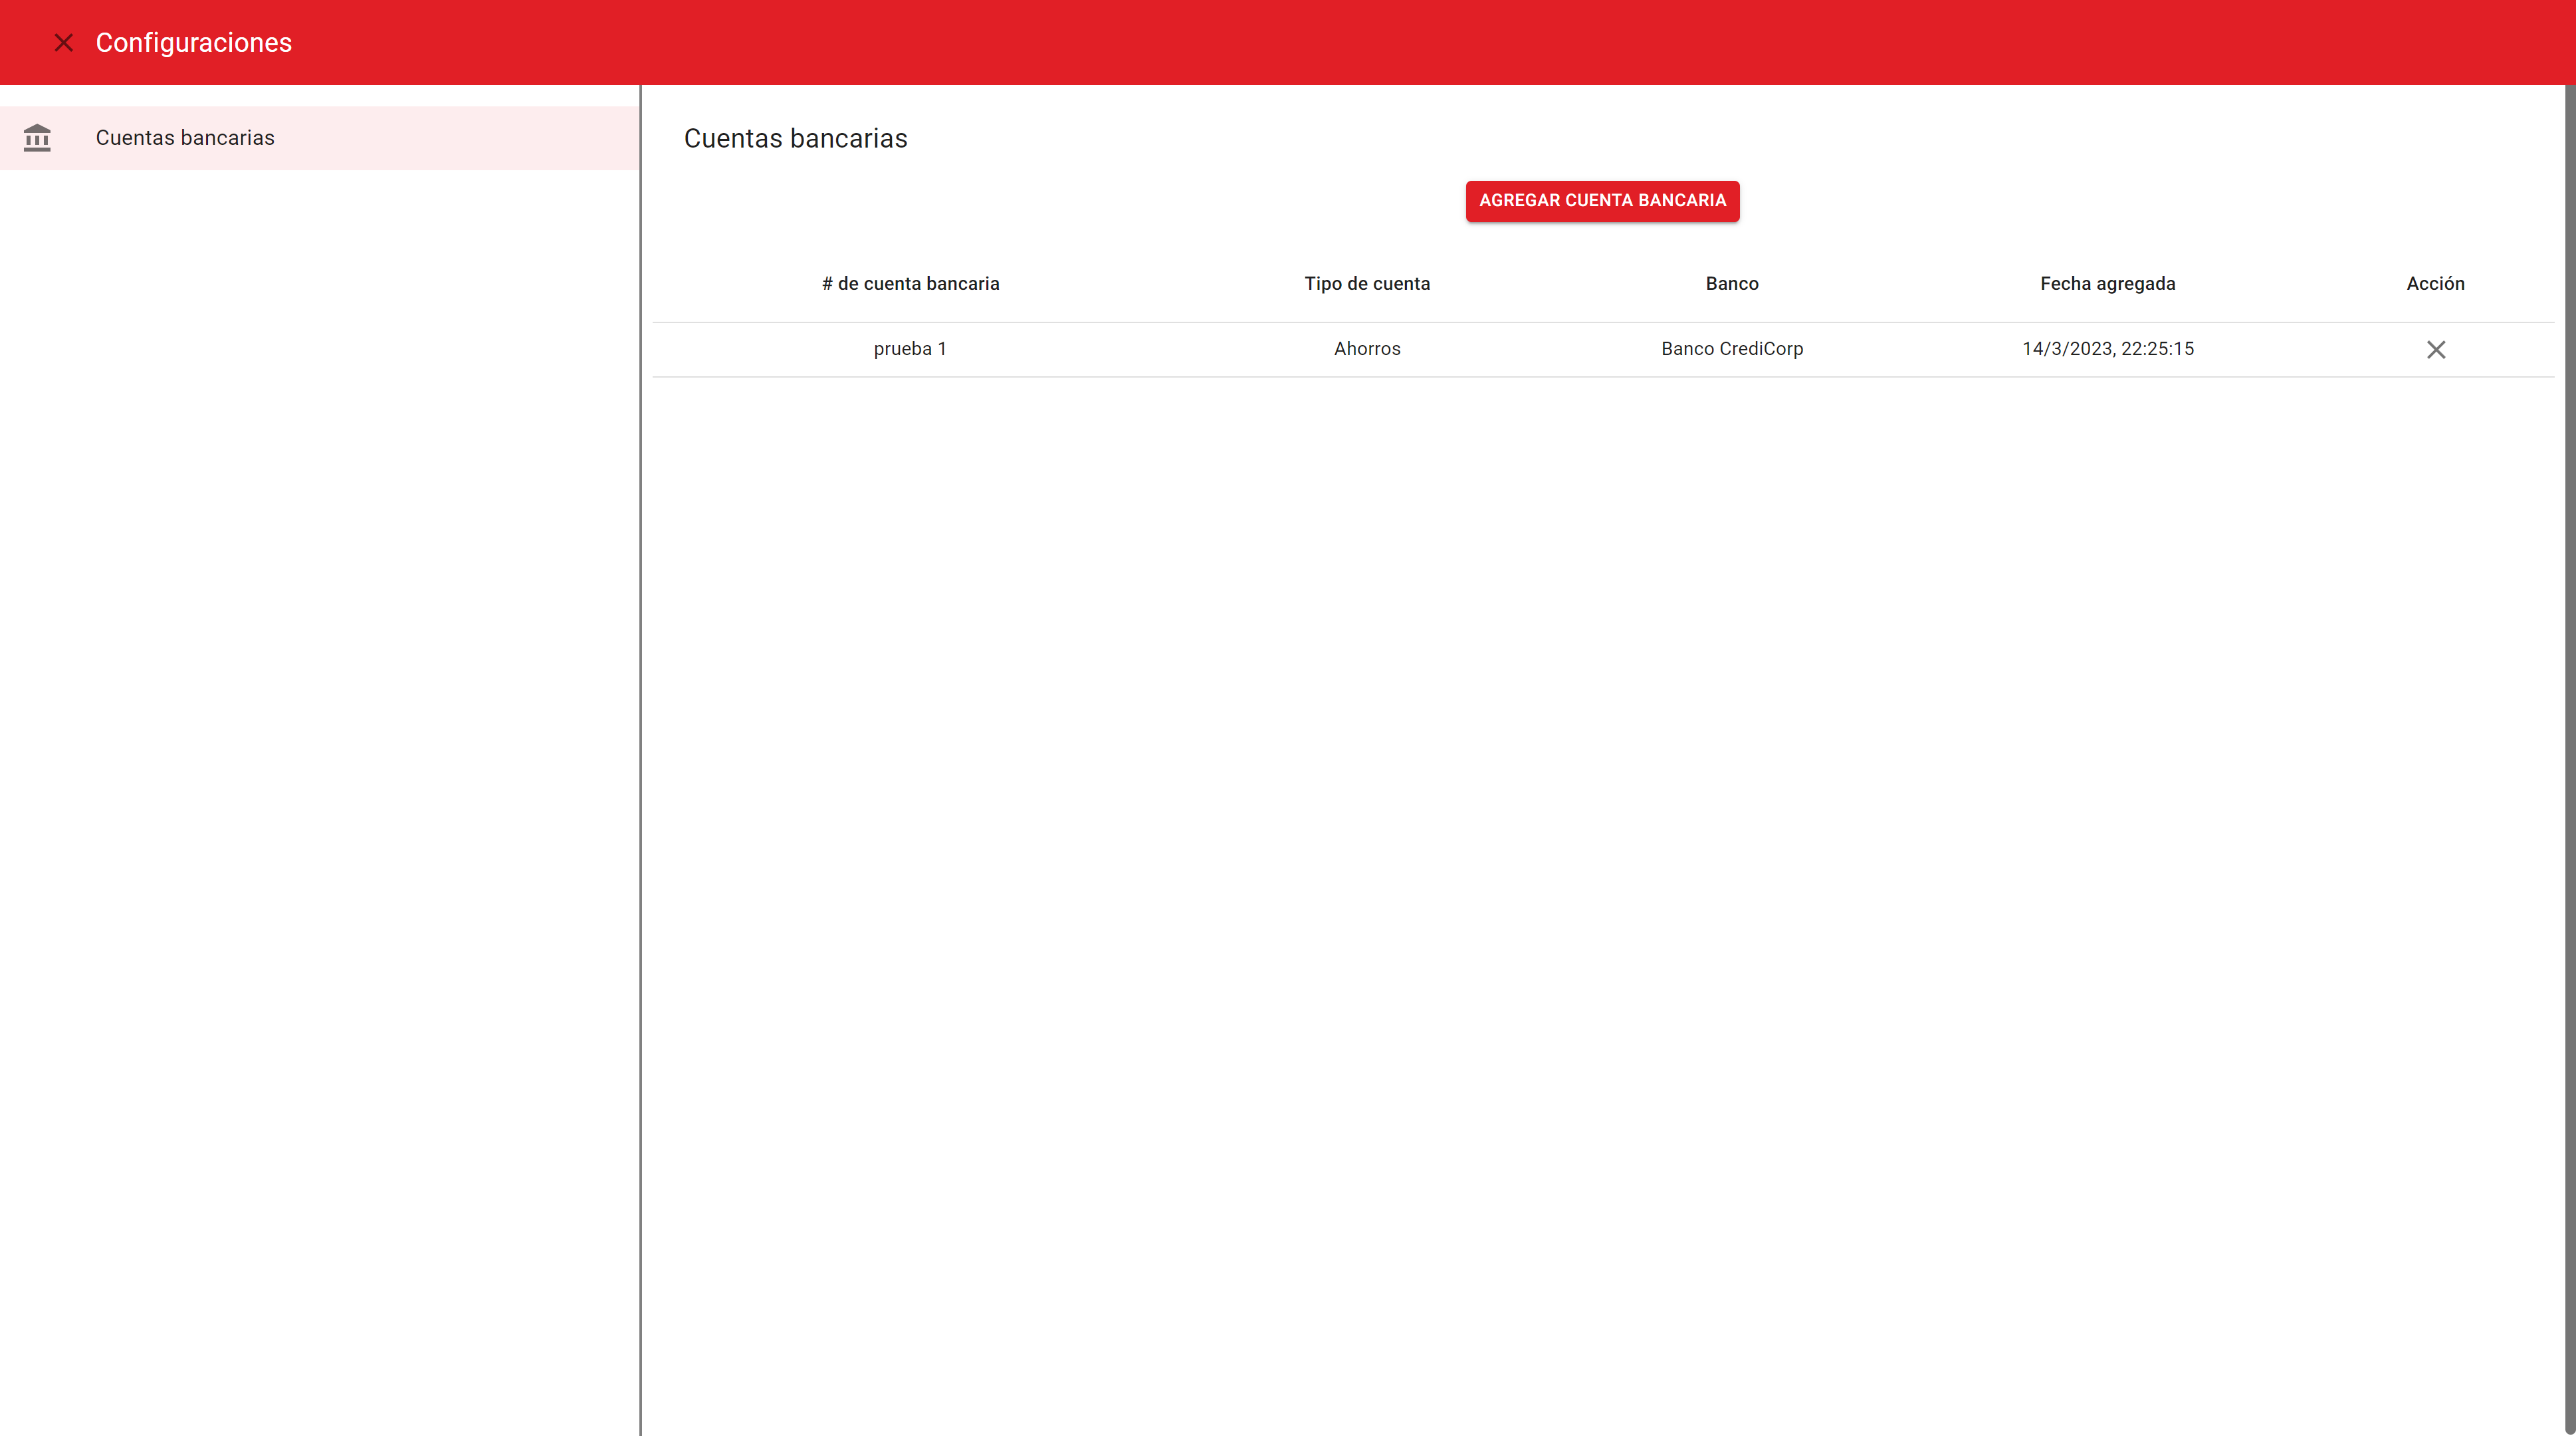 Configuraciones
Cuentas bancarias
Cuentas bancarias
AGREGAR CUENTA BANCARIA
# de cuenta bancaria Tipo de cuenta Banco Fecha agregada Acción
prueba 1 Ahorros Banco CrediCorp 14/3/2023, 22:25:15